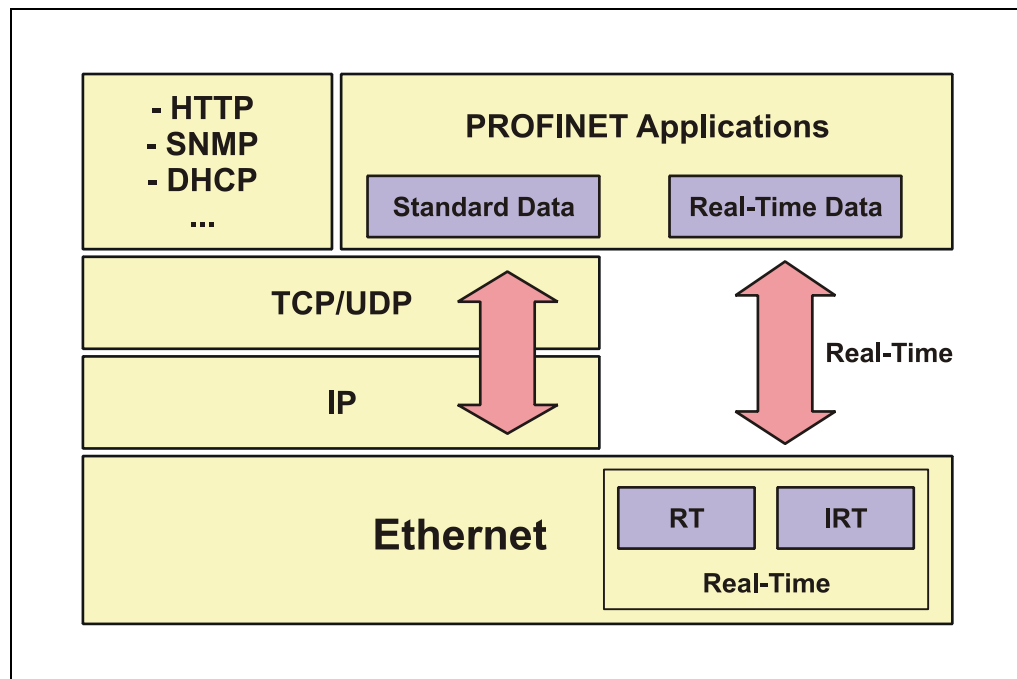 - HTTP
- SNMP
- DHCP
...
PROFINET Applications
Standard Data
Real-Time Data
TCP/UDP
Real-Time
IP
Ethernet
RT
IRT
Real-Time